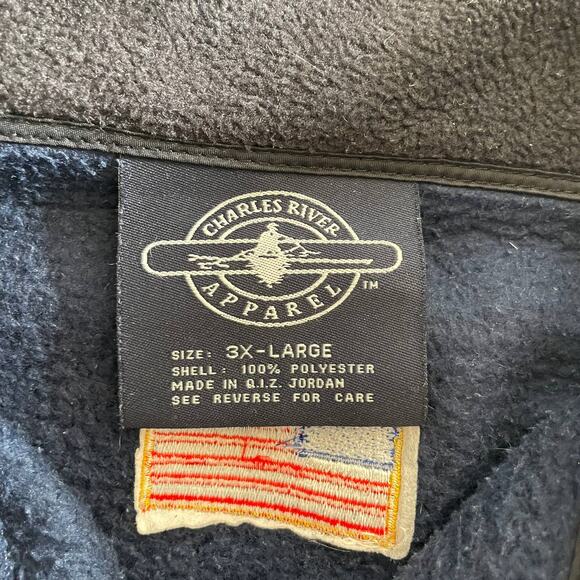 CHARLES RIVER
APPAREL
TM
SIZE: 3X-LARGE
SHELL: 100% POLYESTER
MADE IN Q.I.Z. JORDAN
SEE REVERSE FOR CARE